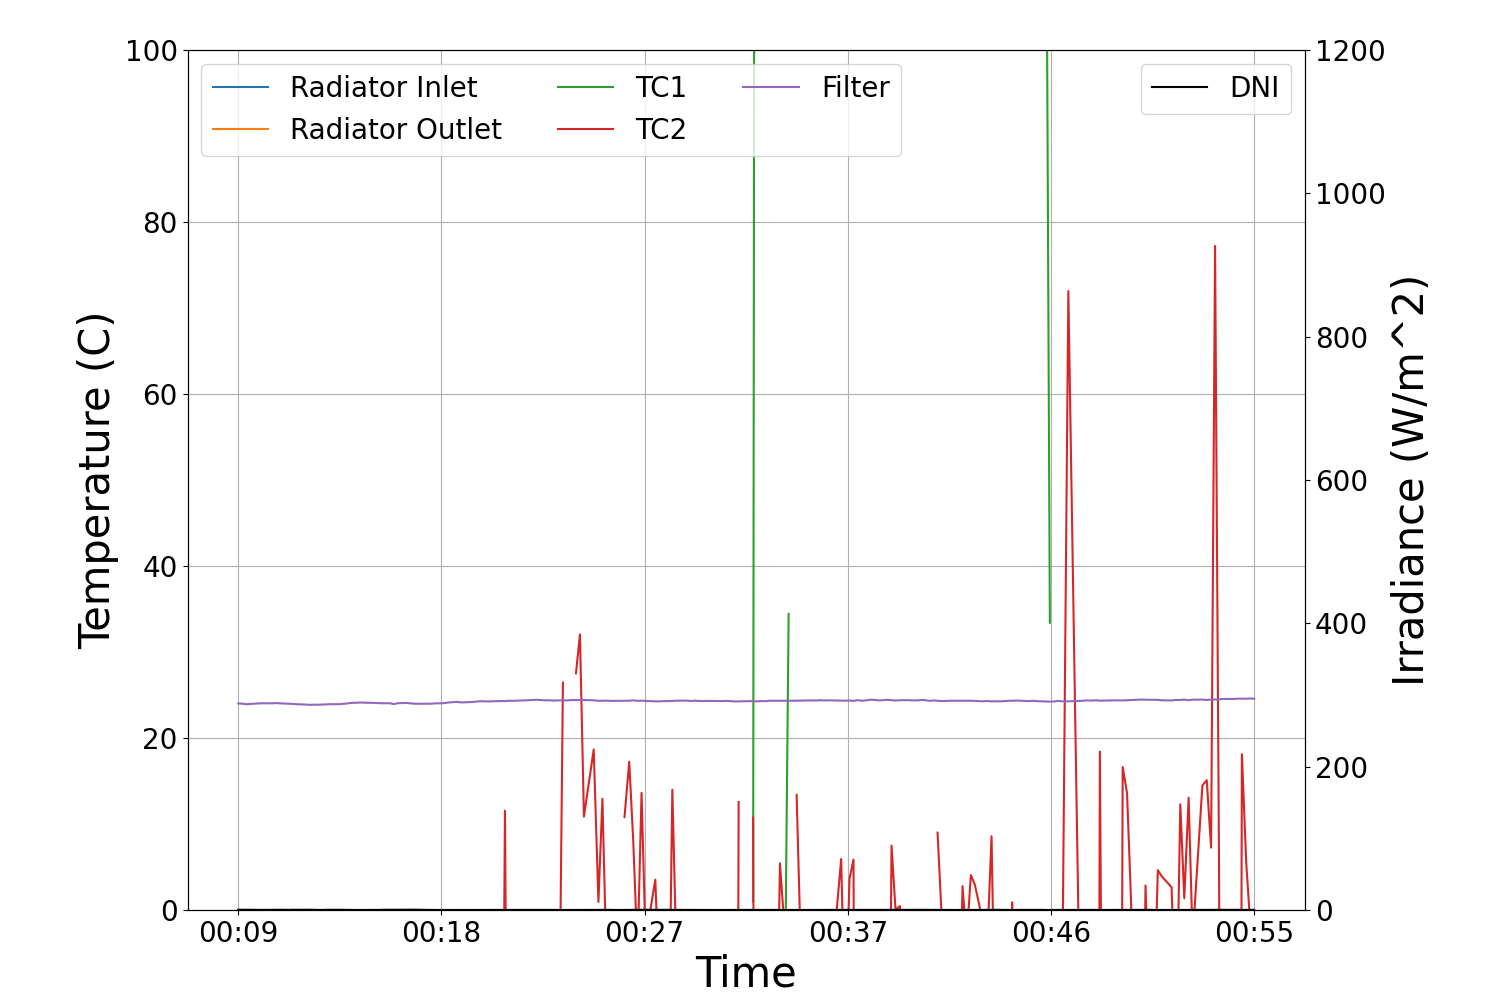 100
80
60
40
20
0
Temperature (C)
Radiator Inlet
Radiator Outlet
TC1
TC2
Filter
DNI
1200
1000
800
600
400
200
0
Irradiance (W/m^2)
00:09 00:18 00:27 00:37 00:46 00:55
Time